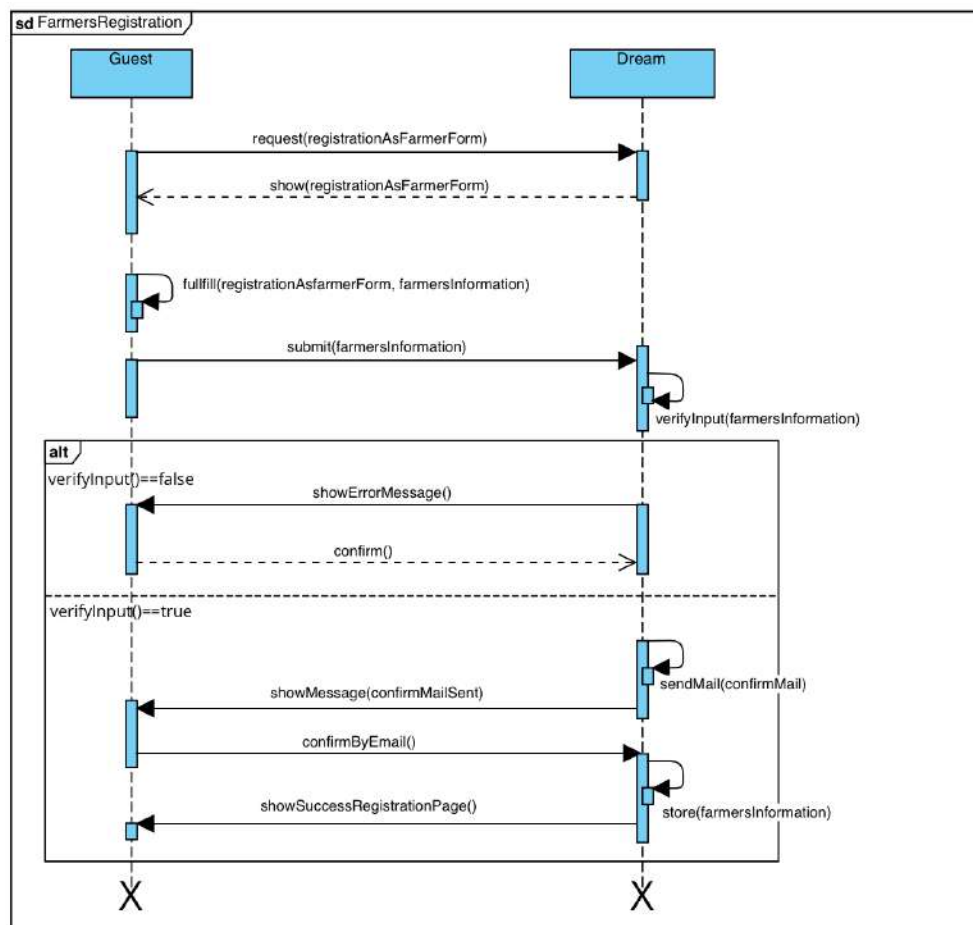 sd FarmersRegistration
Guest
Dream
request(registrationAsFarmerForm)
show(registrationAsFarmerForm)
fullfill(registrationAsfarmerForm, farmersInformation)
submit(farmersInformation)
verifyInput(farmersInformation)
alt
verifyInput()==false
showErrorMessage()
confirm()
verifyInput()==true
sendMail(confirmMail)
showMessage(confirmMailSent)
confirmByEmail()
showSuccessRegistrationPage()
store(farmersInformation)